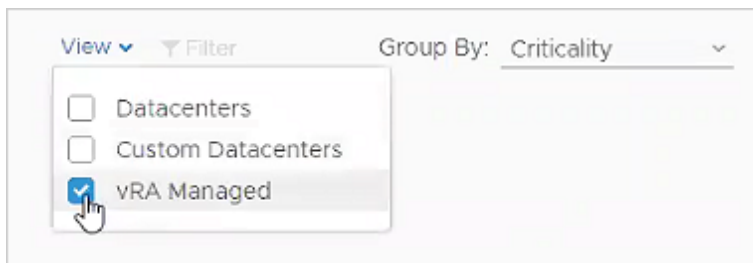 View Filter Group By: Criticality
Datacenters
Custom Datacenters
vRA Managed